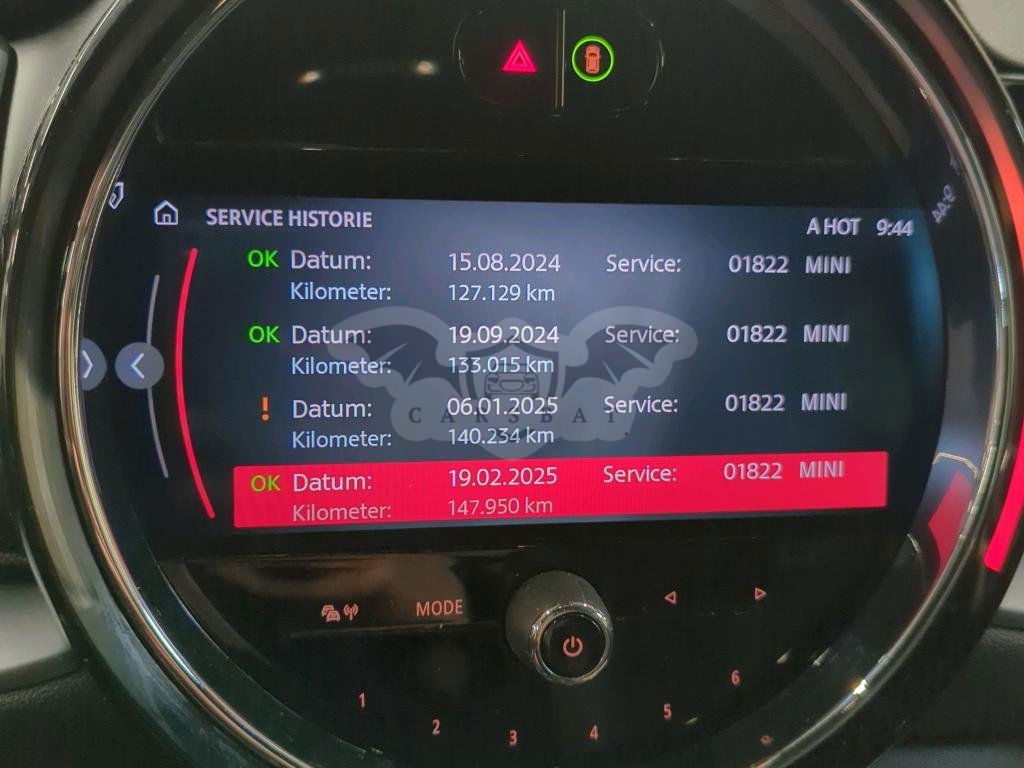 SERVICE HISTORIE A HOT 9:44
OK Datum: 15.08.2024 Service: 01822 MINI
Kilometer: 127.129 km
OK Datum: 19.09.2024 Service: 01822 MINI
Kilometer: 133.015 km
! Datum: 06.01.2025 Service: 01822 MINI
CARSBAT
Kilometer: 140.234 km
OK Datum: 19.02.2025 Service: 01822 MINI
Kilometer: 147.950 km
MODE
1 2 3 4 5 6